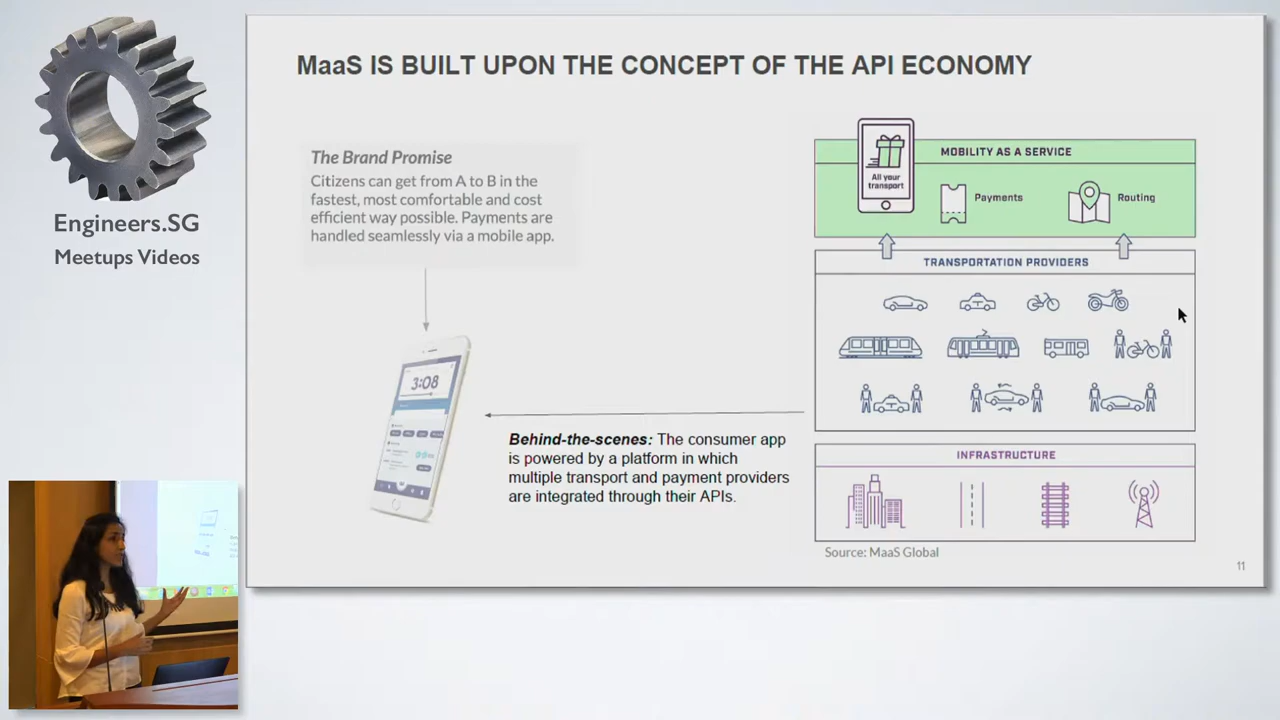 Engineers.SG
Meetups Videos
MaaS IS BUILT UPON THE CONCEPT OF THE API ECONOMY
The Brand Promise
Citizens can get from A to B in the
fastest, most comfortable and cost
efficient way possible. Payments are
handled seamlessly via a mobile app.
3:08
Behind-the-scenes: The consumer app
is powered by a platform in which
multiple transport and payment providers
are integrated through their APIs.
MOBILITY AS A SERVICE
All your
transport
Payments
Routing
TRANSPORTATION PROVIDERS
INFRASTRUCTURE
Source: MaaS Global
11